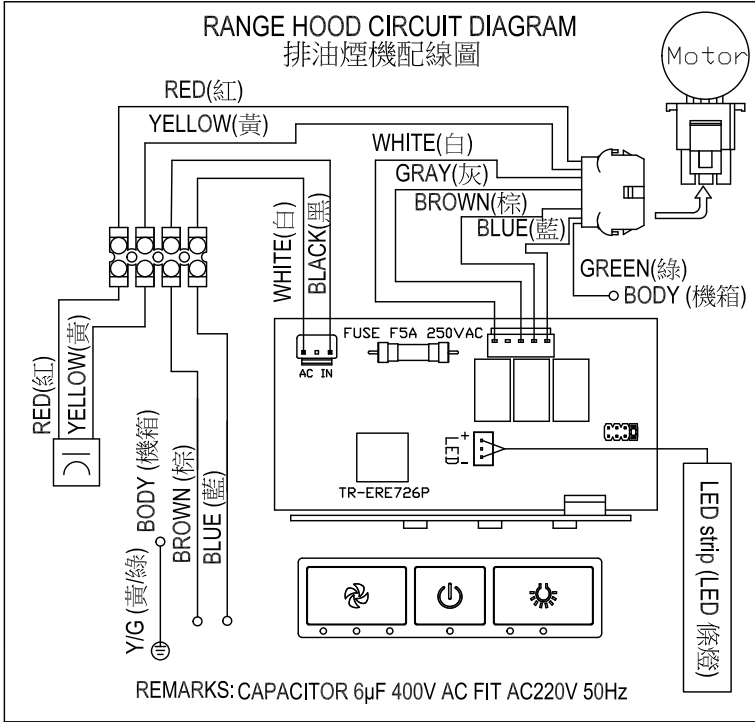 RANGE HOOD CIRCUIT DIAGRAM
排油煙機配線圖
Motor
RED(紅)
YELLOW(黃)
WHITE(白)
GRAY(灰)
BROWN(棕)
BLUE(藍)
GREEN(綠)
BODY (機箱)
WHITE(白)
BLACK(黑)
FUSE F5A 250VAC
AC IN
RED(紅)
YELLOW(黃)
LED
+
-
TR-ERE726P
BODY (機箱)
BROWN (棕)
BLUE (藍)
Y/G (黃/綠)
LED strip (LED 條燈)
REMARKS: CAPACITOR 6μF 400V AC FIT AC220V 50Hz